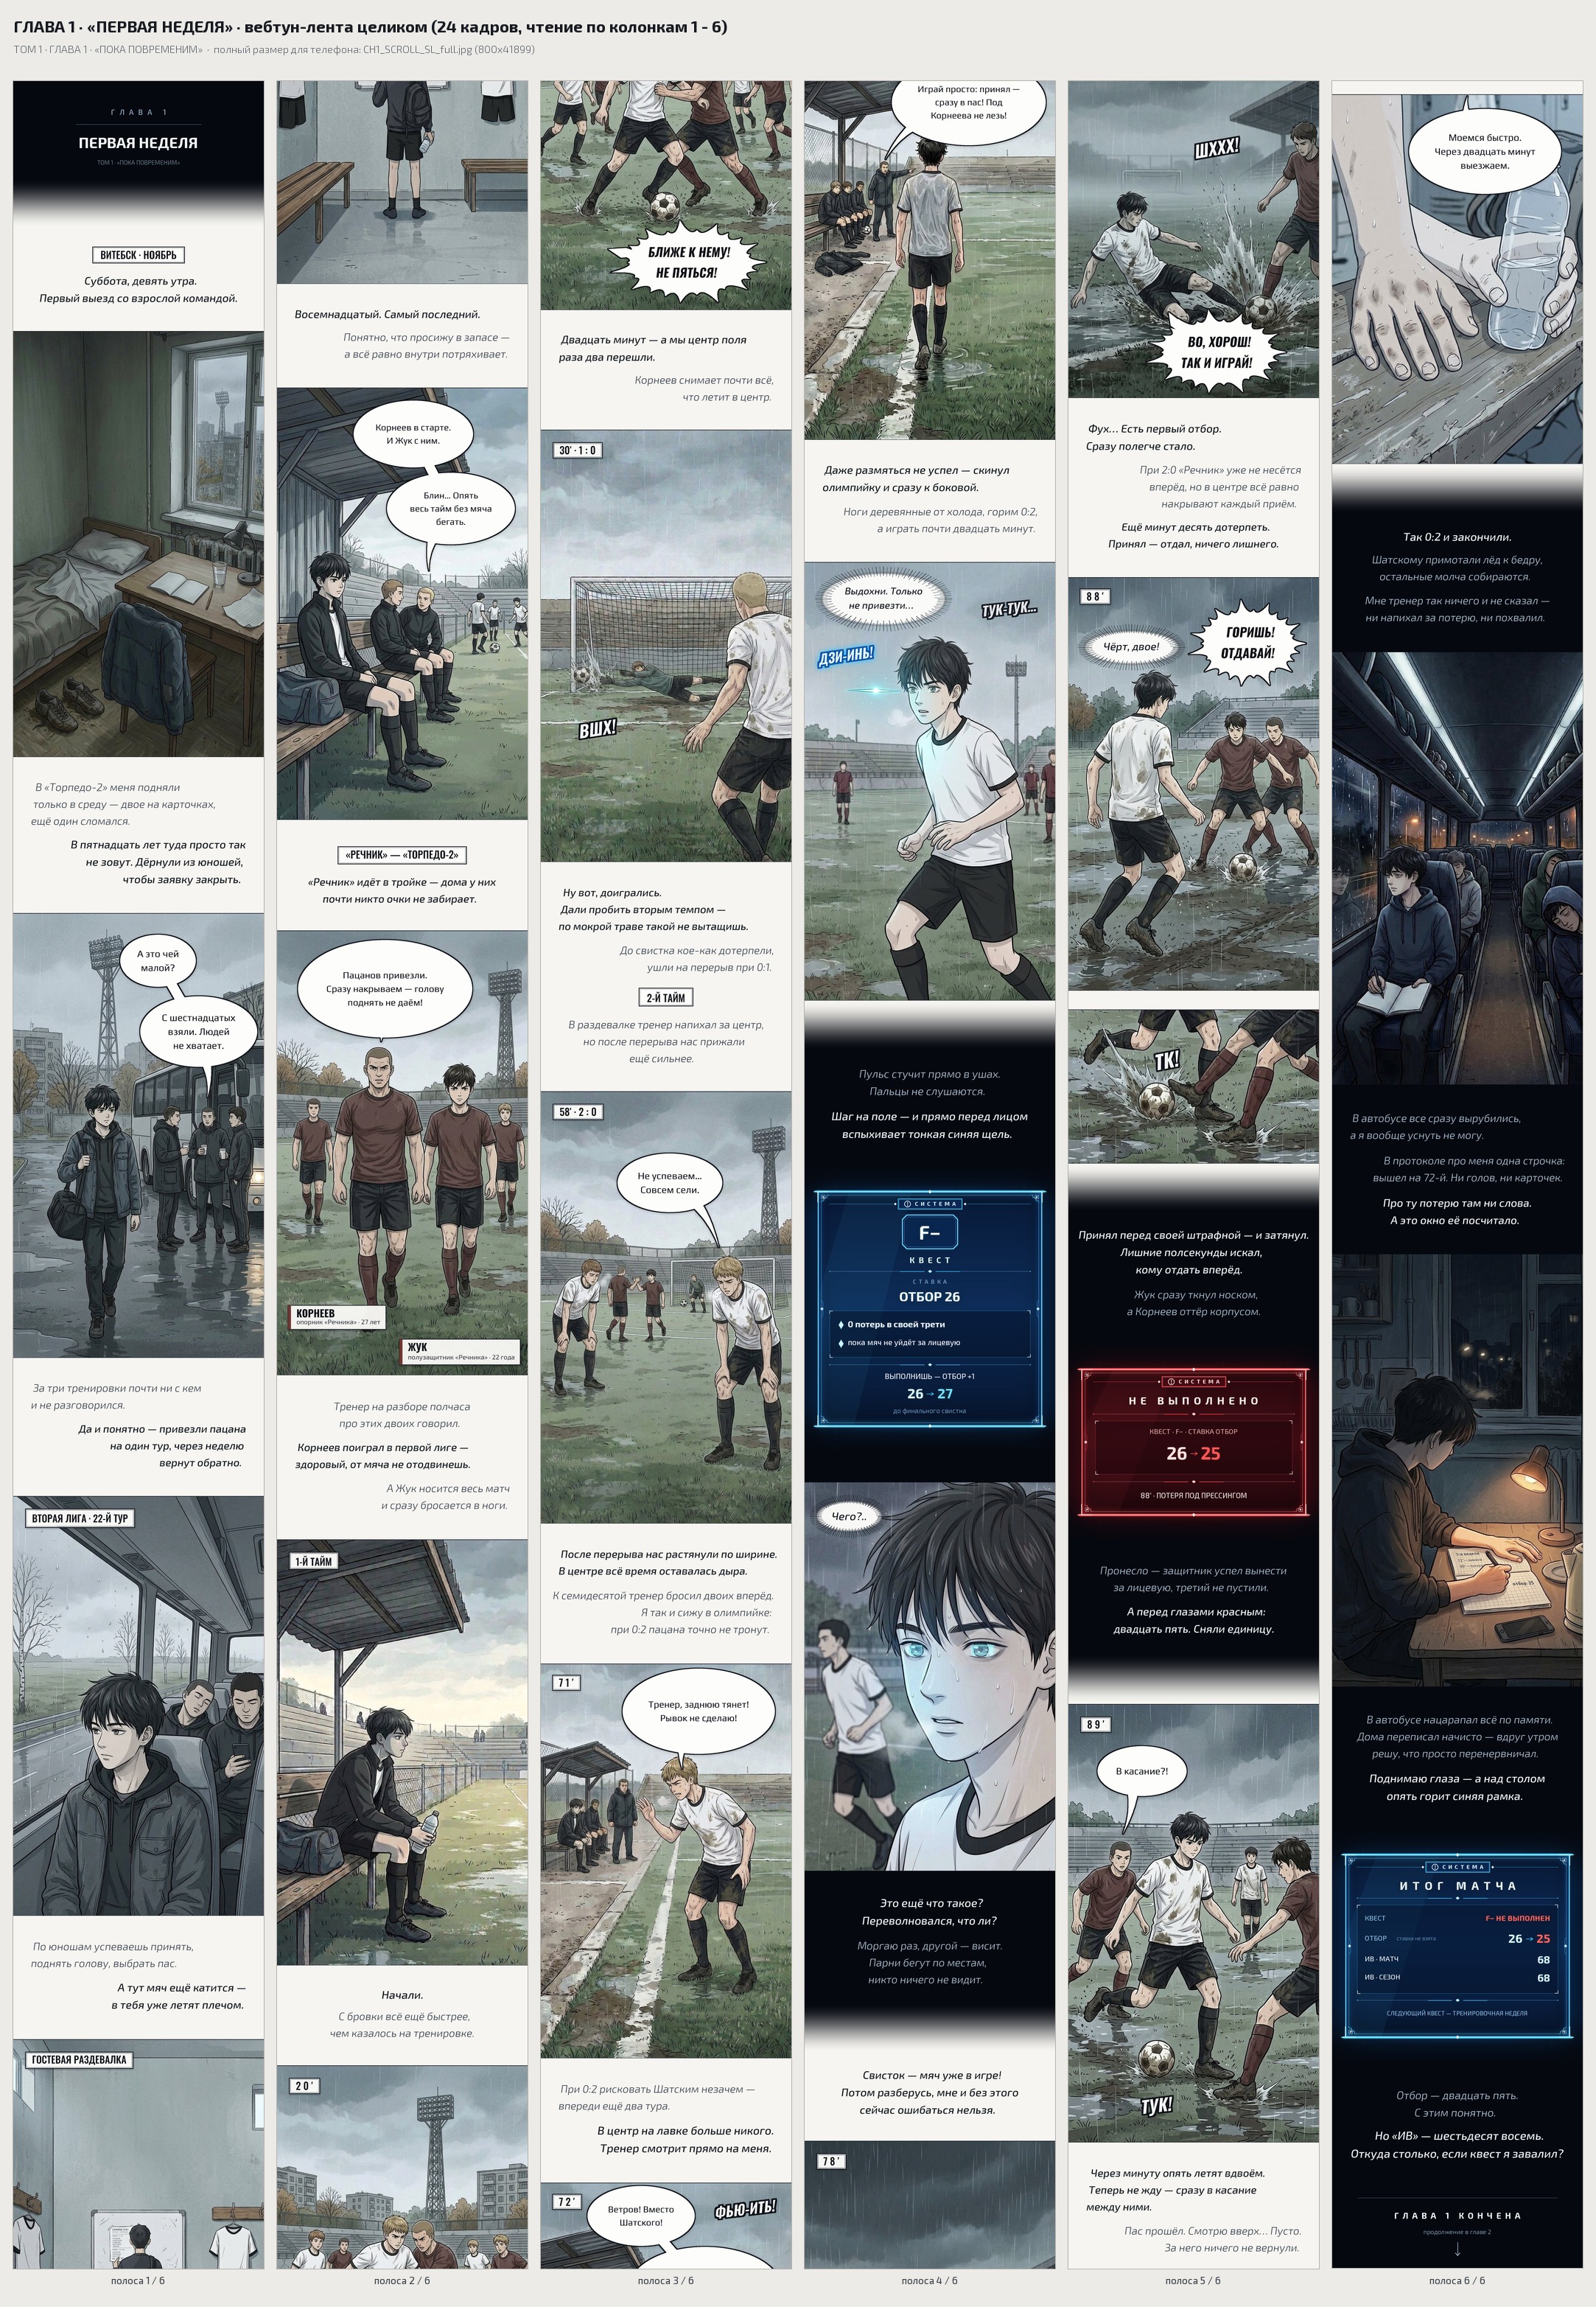 ГЛАВА 1 · «ПЕРВАЯ НЕДЕЛЯ» · вебтун-лента целиком (24 кадров, чтение по колонкам 1 - 6)
ТОМ 1 · ГЛАВА 1 · «ПОКА ПОВРЕМЕНИМ» · полный размер для телефона: CH1_SCROLL_SL_full.jpg (800x41899)
ГЛАВА 1
ПЕРВАЯ НЕДЕЛЯ
ТОМ 1 · «ПОКА ПОВРЕМЕНИМ»
ВИТЕБСК · НОЯБРЬ
Суббота, девять утра.
Первый выезд со взрослой командой.
В «Торпедо-2» меня подняли
только в среду — двое на карточках,
ещё один сломался.
В пятнадцать лет туда просто так
не зовут. Дёрнули из юношей,
чтобы заявку закрыть.
А это чей
малой?
С шестнадцатых
взяли. Людей
не хватает.
За три тренировки почти ни с кем
и не разговорился.
Да и понятно — привезли пацана
на один тур, через неделю
вернут обратно.
ВТОРАЯ ЛИГА · 22-Й ТУР
По юношам успеваешь принять,
поднять голову, выбрать пас.
А тут мяч ещё катится —
в тебя уже летят плечом.
ГОСТЕВАЯ РАЗДЕВАЛКА
полоса 1 / 6
Восемнадцатый. Самый последний.
Понятно, что просижу в запасе —
а всё равно внутри потряхивает.
Корнеев в старте.
И Жук с ним.
Блин... Опять
весь тайм без мяча
бегать.
«РЕЧНИК» — «ТОРПЕДО-2»
«Речник» идёт в тройке — дома у них
почти никто очки не забирает.
Пацанов привезли.
Сразу накрываем — голову
поднять не даём!
КОРНЕЕВ
опорник «Речника» · 27 лет
ЖУК
полузащитник «Речника» · 22 года
Тренер на разборе полчаса
про этих двоих говорил.
Корнеев поиграл в первой лиге —
здоровый, от мяча не отодвинешь.
А Жук носится весь матч
и сразу бросается в ноги.
1-Й ТАЙМ
Начали.
С бровки всё ещё быстрее,
чем казалось на тренировке.
20'
полоса 2 / 6
БЛИЖЕ К НЕМУ!
НЕ ПЯТЬСЯ!
Двадцать минут — а мы центр поля
раза два перешли.
Корнеев снимает почти всё,
что летит в центр.
30' · 1 : 0
ВШХ!
Ну вот, доигрались.
Дали пробить вторым темпом —
по мокрой траве такой не вытащишь.
До свистка кое-как дотерпели,
ушли на перерыв при 0:1.
2-Й ТАЙМ
В раздевалке тренер напихал за центр,
но после перерыва нас прижали
ещё сильнее.
58' · 2 : 0
Не успеваем...
Совсем сели.
После перерыва нас растянули по ширине.
В центре всё время оставалась дыра.
К семидесятой тренер бросил двоих вперёд.
Я так и сижу в олимпийке:
при 0:2 пацана точно не тронут.
71'
Тренер, заднюю тянет!
Рывок не сделаю!
При 0:2 рисковать Шатским незачем —
впереди ещё два тура.
В центр на лавке больше никого.
Тренер смотрит прямо на меня.
72'
Ветров! Вместо
Шатского!
ФЬЮ-ИТЬ!
полоса 3 / 6
Играй просто: принял —
сразу в пас! Под
Корнеева не лезь!
Даже размяться не успел — скинул
олимпийку и сразу к боковой.
Ноги деревянные от холода, горим 0:2,
а играть почти двадцать минут.
Выдохни. Только
не привези...
ТУК-ТУК...
ДЗИ-ИНЬ!
Пульс стучит прямо в ушах.
Пальцы не слушаются.
Шаг на поле — и прямо перед лицом
вспыхивает тонкая синяя щель.
СИСТЕМА
F−
КВЕСТ
СТАВКА
ОТБОР 26
0 потерь в своей трети
пока мяч не уйдёт за лицевую
ВЫПОЛНИШЬ — ОТБОР +1
26 → 27
до финального свистка
Чего?..
Это ещё что такое?
Переволновался, что ли?
Моргаю раз, другой — висит.
Парни бегут по местам,
никто ничего не видит.
Свисток — мяч уже в игре!
Потом разберусь, мне и без этого
сейчас ошибаться нельзя.
78'
полоса 4 / 6
ШХХХ!
ВО, ХОРОШ!
ТАК И ИГРАЙ!
Фух... Есть первый отбор.
Сразу полегче стало.
При 2:0 «Речник» уже не несётся
вперёд, но в центре всё равно
накрывают каждый приём.
Ещё минут десять дотерпеть.
Принял — отдал, ничего лишнего.
88'
Чёрт, двое!
ГОРИШЬ!
ОТДАВАЙ!
ТК!
Принял перед своей штрафной — и затянул.
Лишние полсекунды искал,
кому отдать вперёд.
Жук сразу ткнул носком,
а Корнеев оттёр корпусом.
СИСТЕМА
НЕ ВЫПОЛНЕНО
КВЕСТ · F− · СТАВКА ОТБОР
26 → 25
88' · ПОТЕРЯ ПОД ПРЕССИНГОМ
Пронесло — защитник успел вынести
за лицевую, третий не пустили.
А перед глазами красным:
двадцать пять. Сняли единицу.
89'
В касание?!
ТУК!
Через минуту опять летят вдвоём.
Теперь не жду — сразу в касание
между ними.
Пас прошёл. Смотрю вверх... Пусто.
За него ничего не вернули.
полоса 5 / 6
Моемся быстро.
Через двадцать минут
выезжаем.
Так 0:2 и закончили.
Шатскому примотали лёд к бедру,
остальные молча собираются.
Мне тренер так ничего и не сказал —
ни напихал за потерю, ни похвалил.
В автобусе все сразу вырубились,
а я вообще уснуть не могу.
В протоколе про меня одна строчка:
вышел на 72-й. Ни голов, ни карточек.
Про ту потерю там ни слова.
А это окно её посчитало.
отбор 25
В автобусе нацарапал всё по памяти.
Дома переписал начисто — вдруг утром
решу, что просто перенервничал.
Поднимаю глаза — а над столом
опять горит синяя рамка.
СИСТЕМА
ИТОГ МАТЧА
КВЕСТ F− НЕ ВЫПОЛНЕН
ОТБОР ставка не взята 26 → 25
ИВ · МАТЧ 68
ИВ · СЕЗОН 68
СЛЕДУЮЩИЙ КВЕСТ — ТРЕНИРОВОЧНАЯ НЕДЕЛЯ
Отбор — двадцать пять.
С этим понятно.
Но «ИВ» — шестьдесят восемь.
Откуда столько, если квест я завалил?
ГЛАВА 1 КОНЧЕНА
продолжение в главе 2
↓
полоса 6 / 6